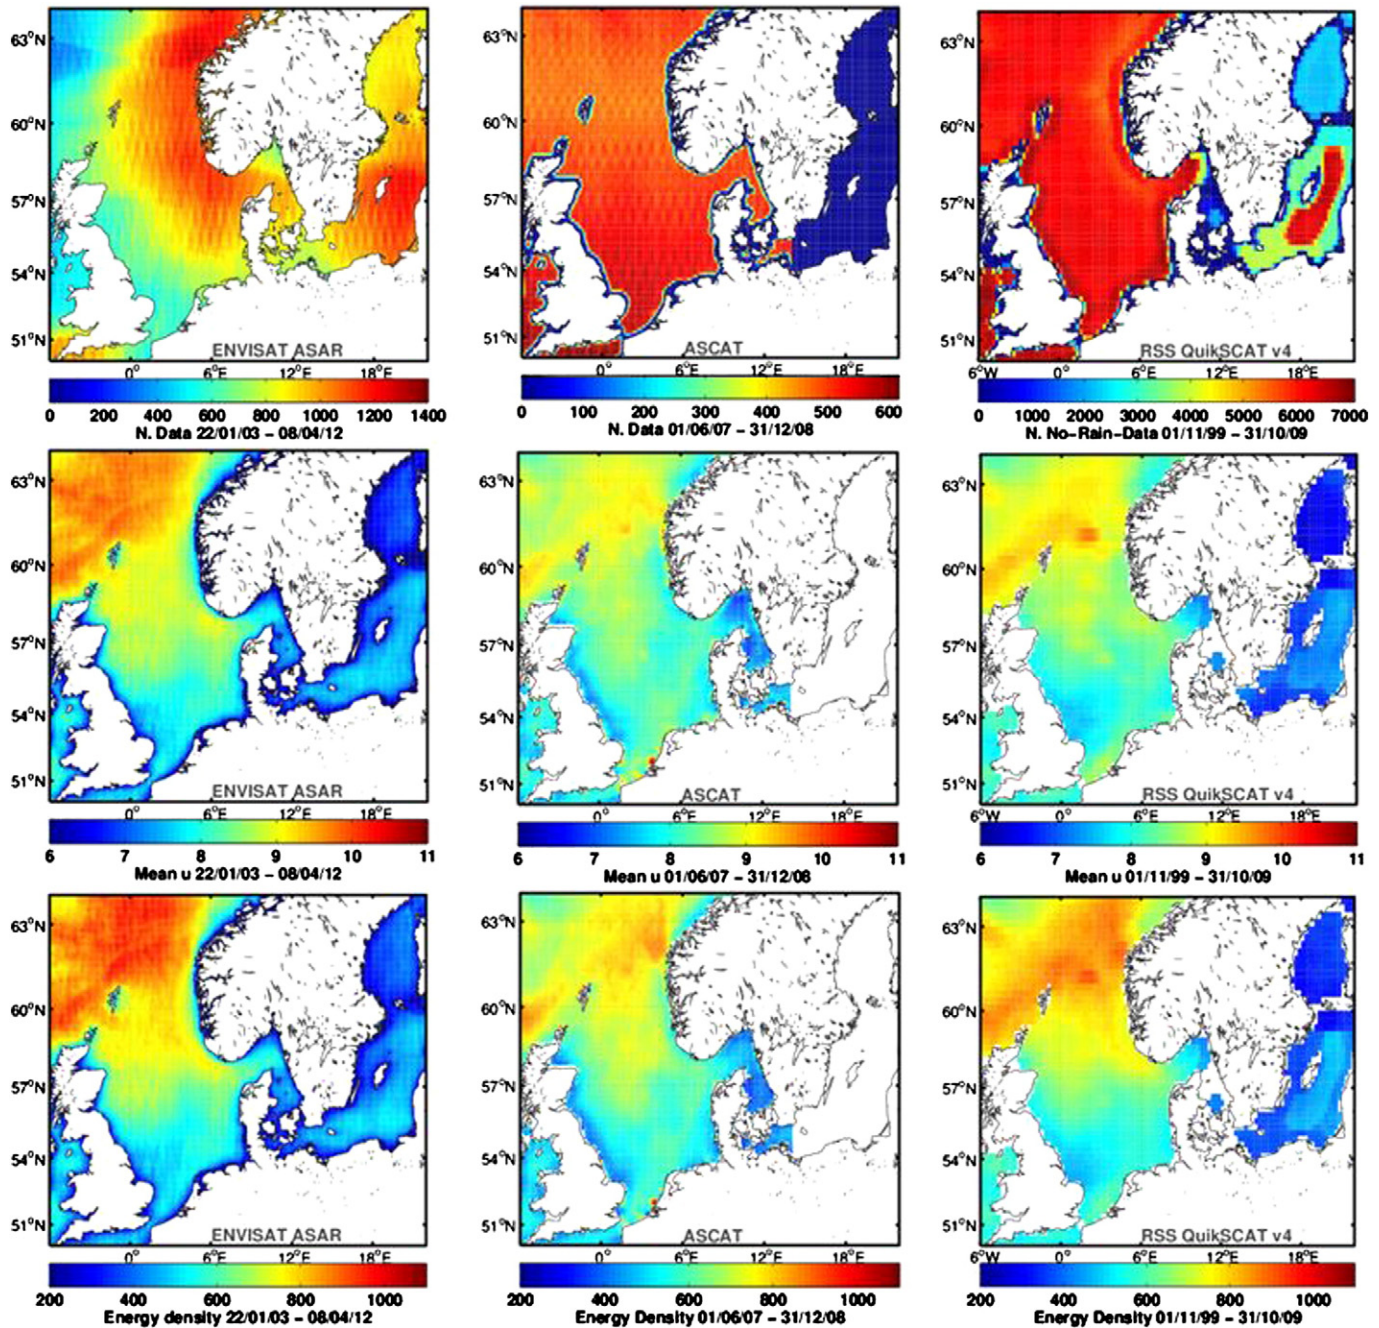 63°N
60°N
57°N
54°N
51°N
ENVISAT ASAR
0° 6°E 12°E 18°E
0 200 400 600 800 1000 1200 1400
N. Data 22/01/03 – 08/04/12
63°N
60°N
57°N
54°N
51°N
ASCAT
0° 6°E 12°E 18°E
0 100 200 300 400 500 600
N. Data 01/06/07 – 31/12/08
63°N
60°N
57°N
54°N
51°N
RSS QuikSCAT v4
6°W 0° 6°E 12°E 18°E
0 1000 2000 3000 4000 5000 6000 7000
N. No–Rain–Data 01/11/99 – 31/10/09
63°N
60°N
57°N
54°N
51°N
ENVISAT ASAR
0° 6°E 12°E 18°E
6 7 8 9 10 11
Mean u 22/01/03 – 08/04/12
63°N
60°N
57°N
54°N
51°N
ASCAT
0° 6°E 12°E 18°E
6 7 8 9 10 11
Mean u 01/06/07 – 31/12/08
63°N
60°N
57°N
54°N
51°N
RSS QuikSCAT v4
6°W 0° 6°E 12°E 18°E
6 7 8 9 10 11
Mean u 01/11/99 – 31/10/09
63°N
60°N
57°N
54°N
51°N
ENVISAT ASAR
0° 6°E 12°E 18°E
200 400 600 800 1000
Energy density 22/01/03 – 08/04/12
63°N
60°N
57°N
54°N
51°N
ASCAT
0° 6°E 12°E 18°E
200 400 600 800 1000
Energy Density 01/06/07 – 31/12/08
63°N
60°N
57°N
54°N
51°N
RSS QuikSCAT v4
6°W 0° 6°E 12°E 18°E
200 400 600 800 1000
Energy Density 01/11/99 – 31/10/09